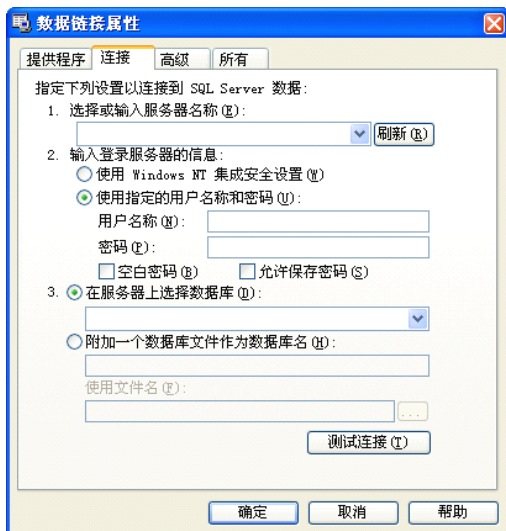 数据链接属性
提供程序 连接 高级 所有
指定下列设置以连接到 SQL Server 数据:
1. 选择或输入服务器名称(E):
刷新(R)
2. 输入登录服务器的信息:
使用 Windows NT 集成安全设置(W)
使用指定的用户名称和密码(U):
用户名称(N):
密码(P):
空白密码(B) 允许保存密码(S)
3. 在服务器上选择数据库(D):
附加一个数据库文件作为数据库名(H):
使用文件名(F):
...
测试连接(T)
确定 取消 帮助